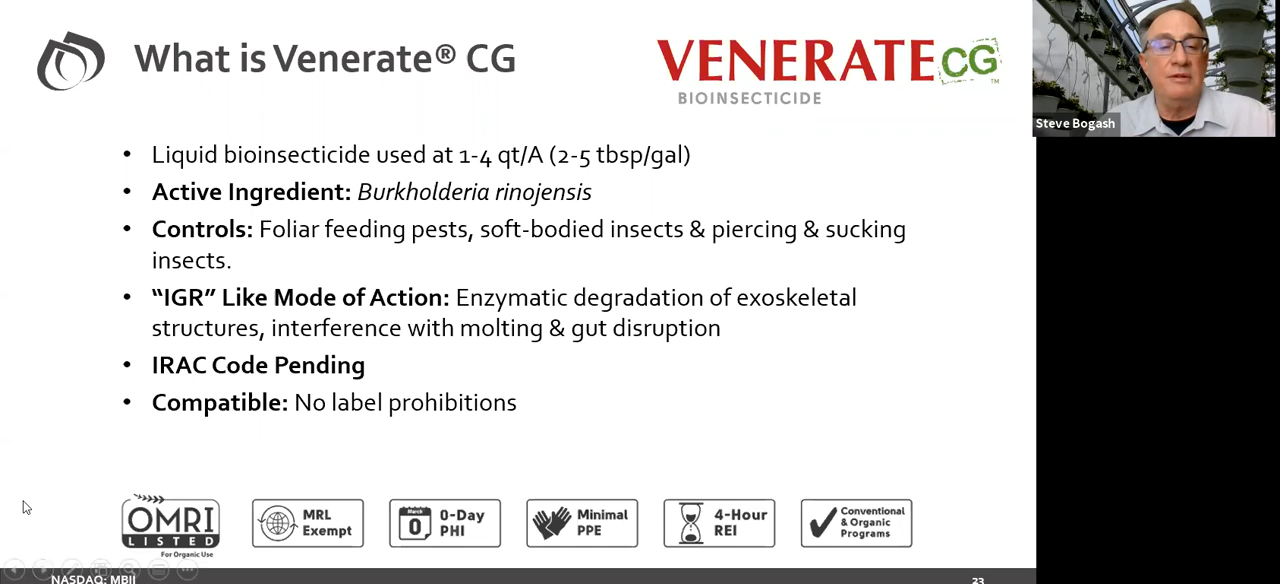 What is Venerate® CG
VENERATE CG™
BIOINSECTICIDE
Steve Bogash
• Liquid bioinsecticide used at 1-4 qt/A (2-5 tbsp/gal)
• Active Ingredient: Burkholderia rinojensis
• Controls: Foliar feeding pests, soft-bodied insects & piercing & sucking
insects.
• “IGR” Like Mode of Action: Enzymatic degradation of exoskeletal
structures, interference with molting & gut disruption
• IRAC Code Pending
• Compatible: No label prohibitions
OMRI
LISTED
For Organic Use
MRL
Exempt
March
0
0-Day
PHI
Minimal
PPE
4-Hour
REI
Conventional
& Organic
Programs
NASDAQ: MBII
23